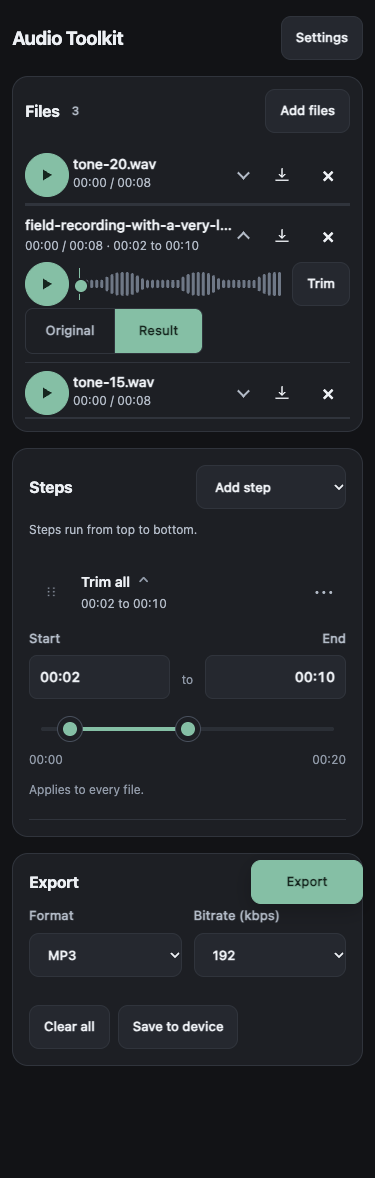 Audio Toolkit
Settings
Files 3
Add files
tone-20.wav
00:00 / 00:08
field-recording-with-a-very-l...
00:00 / 00:08 · 00:02 to 00:10
Trim
Original
Result
tone-15.wav
00:00 / 00:08
Steps
Add step
Steps run from top to bottom.
Trim all
00:02 to 00:10
Start
End
00:02
to
00:10
00:00
00:20
Applies to every file.
Export
Export
Format
Bitrate (kbps)
MP3
192
Clear all
Save to device